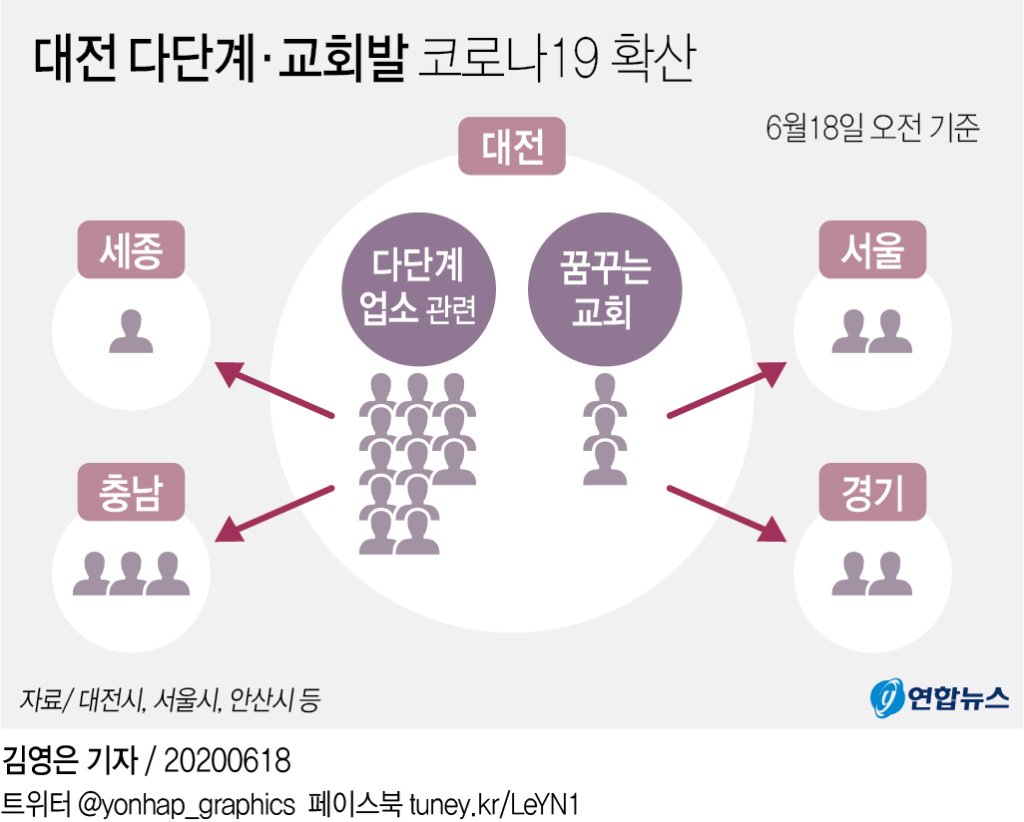 대전 다단계·교회발 코로나19 확산
6월18일 오전 기준
대전
세종
다단계
업소 관련
꿈꾸는
교회
서울
충남
경기
자료/ 대전시, 서울시, 안산시 등
연합뉴스
김영은 기자 / 20200618
트위터 @yonhap_graphics 페이스북 tuney.kr/LeYN1